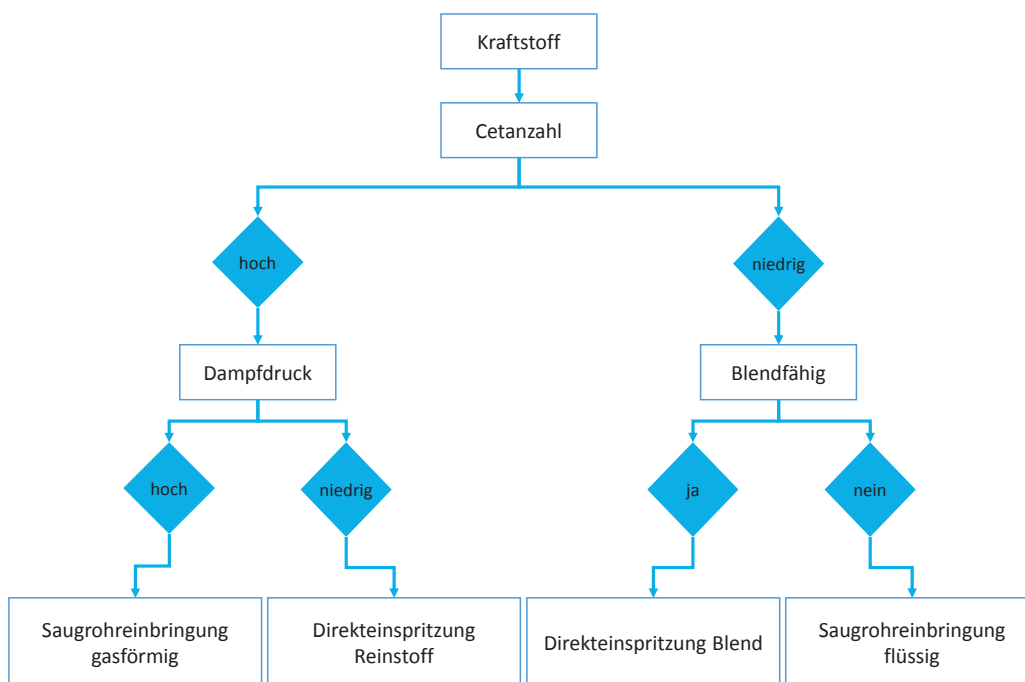 Kraftstoff
Cetanzahl
hoch
niedrig
Dampfdruck
Blendfähig
hoch
niedrig
ja
nein
Saugrohreinbringung
gasförmig
Direkteinspritzung
Reinstoff
Direkteinspritzung Blend
Saugrohreinbringung
flüssig